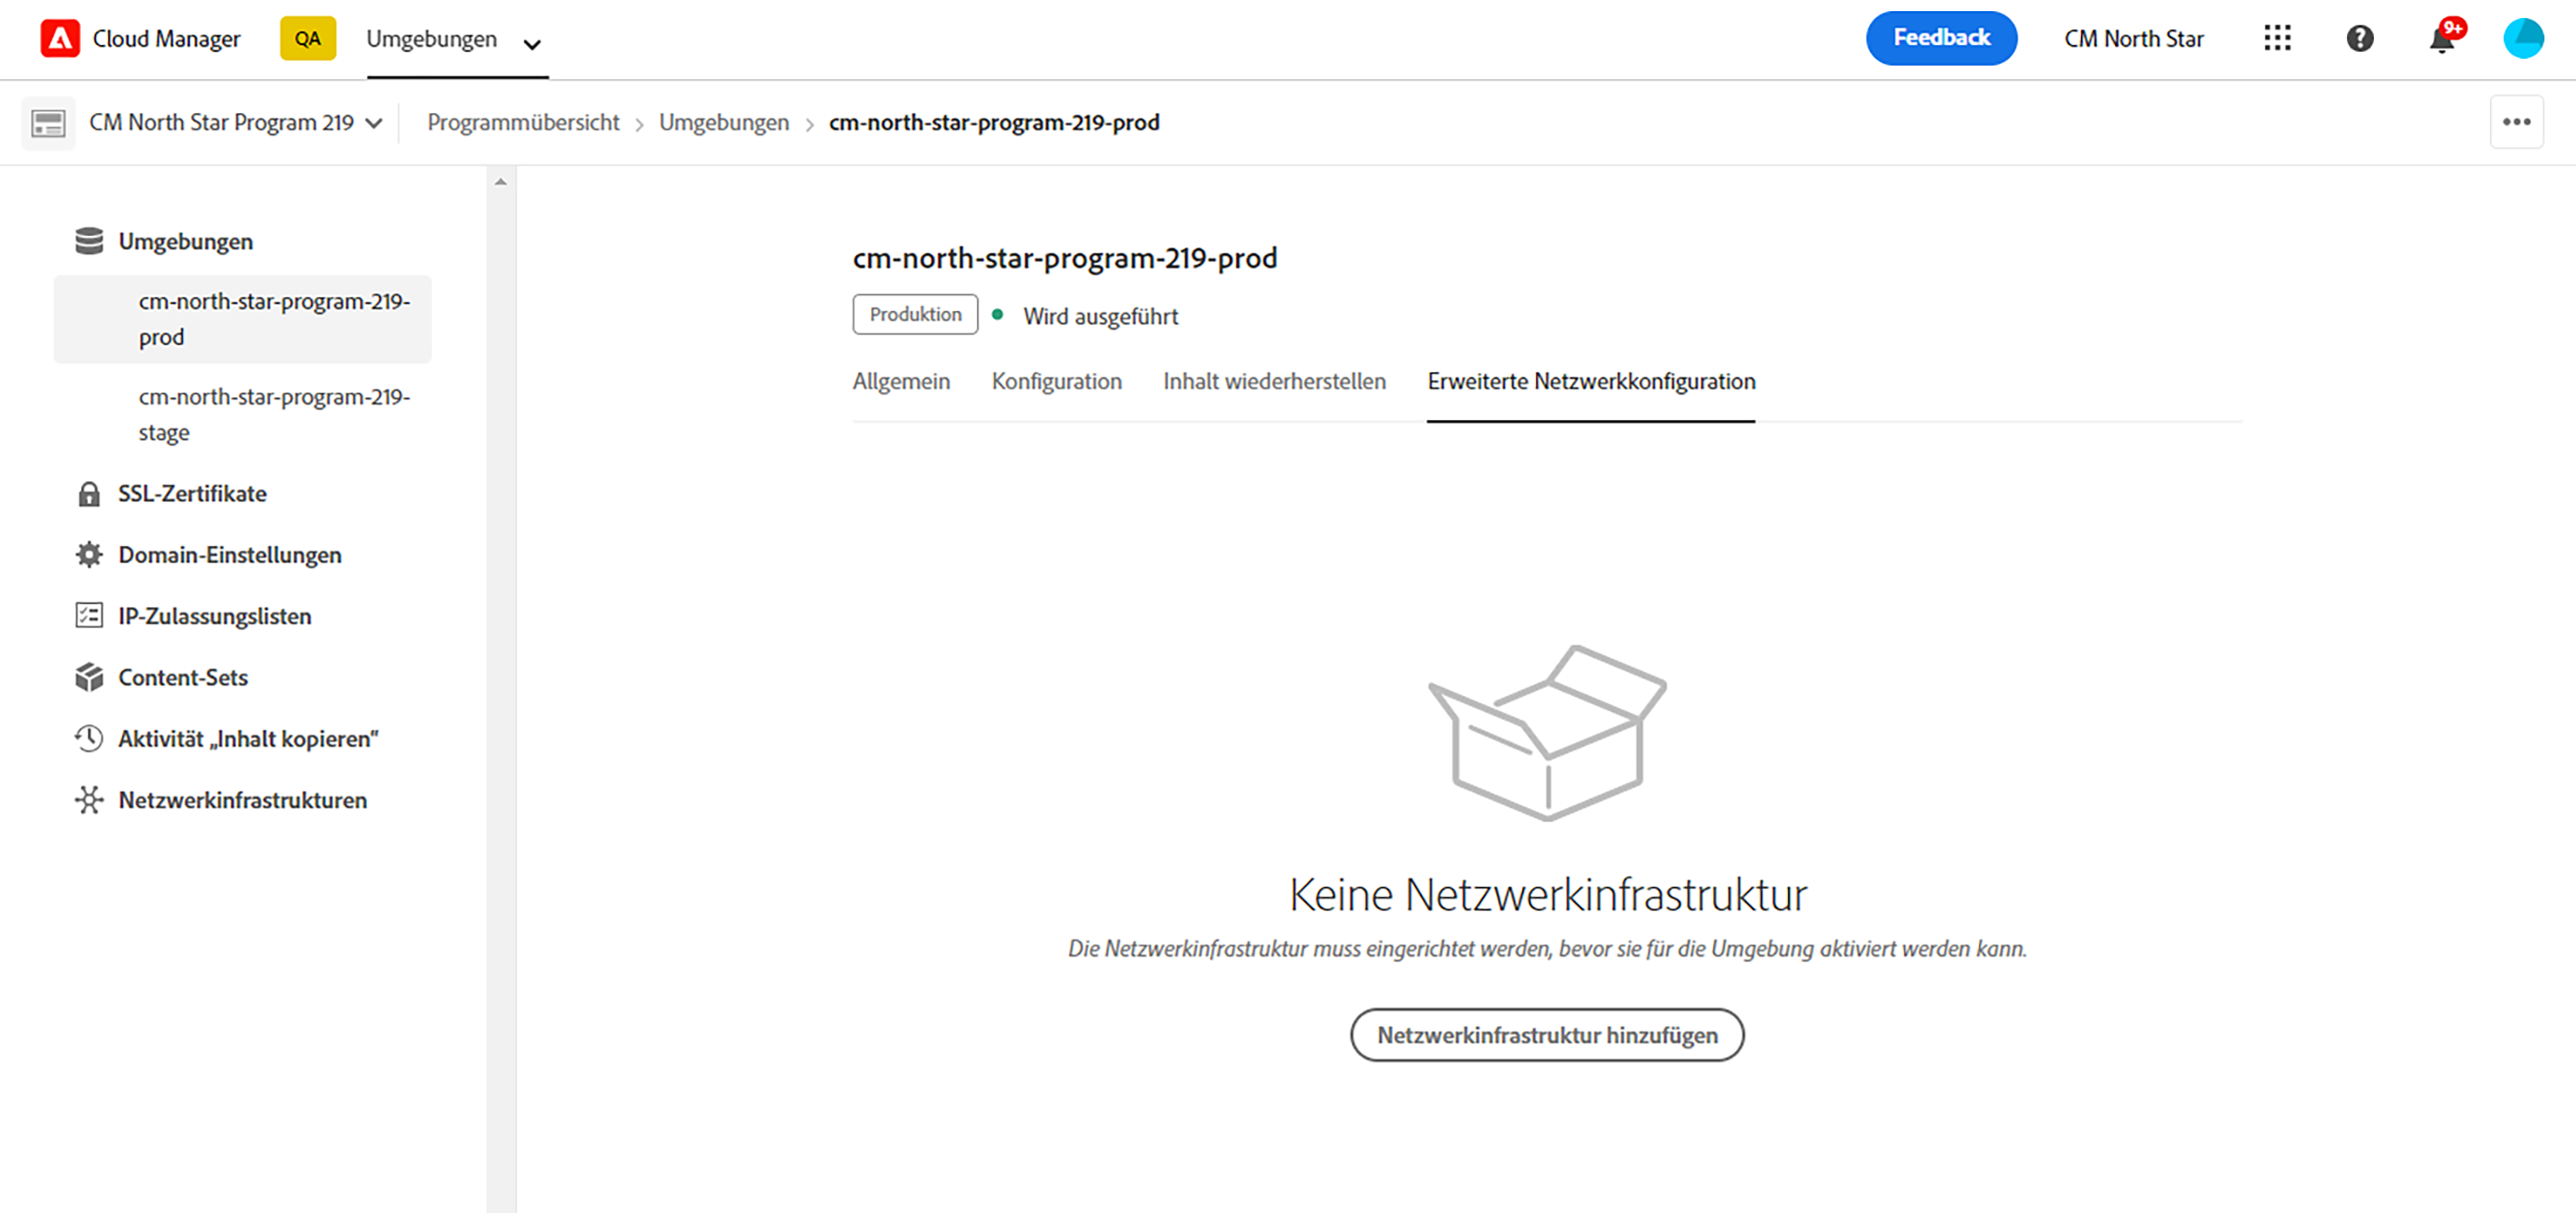 Cloud Manager QA Umgebungen Feedback CM North Star 9+
CM North Star Program 219 Programmübersicht Umgebungen cm-north-star-program-219-prod
Umgebungen
cm-north-star-program-219-
prod
cm-north-star-program-219-
stage
SSL-Zertifikate
Domain-Einstellungen
IP-Zulassungslisten
Content-Sets
Aktivität „Inhalt kopieren“
Netzwerkinfrastrukturen
cm-north-star-program-219-prod
Produktion Wird ausgeführt
Allgemein Konfiguration Inhalt wiederherstellen Erweiterte Netzwerkkonfiguration
Keine Netzwerkinfrastruktur
Die Netzwerkinfrastruktur muss eingerichtet werden, bevor sie für die Umgebung aktiviert werden kann.
Netzwerkinfrastruktur hinzufügen